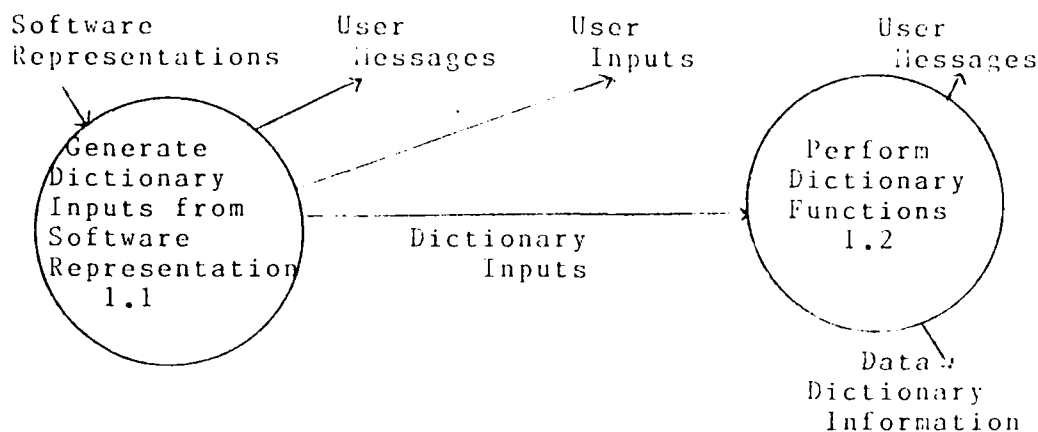 Software
Representations
User
Messages
User
Inputs
User
Messages
Generate
Dictionary
Inputs from
Software
Representation
1.1
Dictionary
Inputs
Perform
Dictionary
Functions
1.2
Data
Dictionary
Information